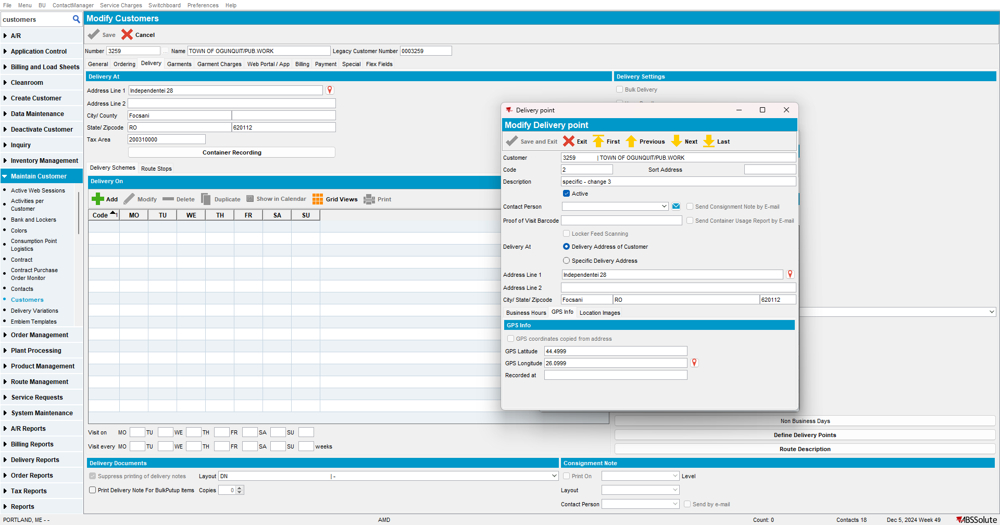 File Menu BU ContactManager Service Charges Switchboard Preferences Help
customers
Modify Customers
Save Cancel
Number 3259 ... Name TOWN OF OGUNQUIT/PUB.WORK Legacy Customer Number 0003259
General Ordering Delivery Garments Garment Charges Web Portal / App Billing Payment Special Flex Fields
A/R
Application Control
Billing and Load Sheets
Cleanroom
Create Customer
Data Maintenance
Deactivate Customer
Inquiry
Inventory Management
Maintain Customer
Active Web Sessions
Activities per
Customer
Bank and Lockers
Colors
Consumption Point
Logistics
Contract
Contract Purchase
Order Monitor
Contacts
Customers
Delivery Variations
Emblem Templates
Order Management
Plant Processing
Product Management
Route Management
Service Requests
System Maintenance
A/R Reports
Billing Reports
Delivery Reports
Order Reports
Tax Reports
Reports
Delivery At
Address Line 1 Independentei 28
Address Line 2
City/ County Focsani
State/ Zipcode RO 620112
Tax Area 200310000
Container Recording
Delivery Schemes Route Stops
Delivery On
Add Modify Delete Duplicate 16 Show in Calendar Grid Views Print
Code 1 MO TU WE TH FR SA SU
Visit on MO TU WE TH FR SA SU
Visit every MO TU WE TH FR SA SU weeks
Delivery Settings
Bulk Delivery
Delivery point
Modify Delivery point
Save and Exit Exit First Previous Next Last
Customer 3259 | TOWN OF OGUNQUIT/PUB.WORK
Code 2 Sort Address
Description specific - change 3
Active
Contact Person Send Consignment Note by E-mail
Proof of Visit Barcode Send Container Usage Report by E-mail
Locker Feed Scanning
Delivery At Delivery Address of Customer
Specific Delivery Address
Address Line 1 Independentei 28
Address Line 2
City/ State/ Zipcode Focsani RO 620112
Business Hours GPS Info Location Images
GPS Info
GPS coordinates copied from address
GPS Latitude 44.4999
GPS Longitude 26.0999
Recorded at
Non Business Days
Define Delivery Points
Route Description
Delivery Documents
Suppress printing of delivery notes Layout DN | -
Print Delivery Note For BulkPutup Items Copies 0
Consignment Note
Print On Level
Layout
Contact Person Send by e-mail
PORTLAND, ME - - AMD Count: 0 Contacts 18 Dec 5, 2024 Week 49 ABSSolute